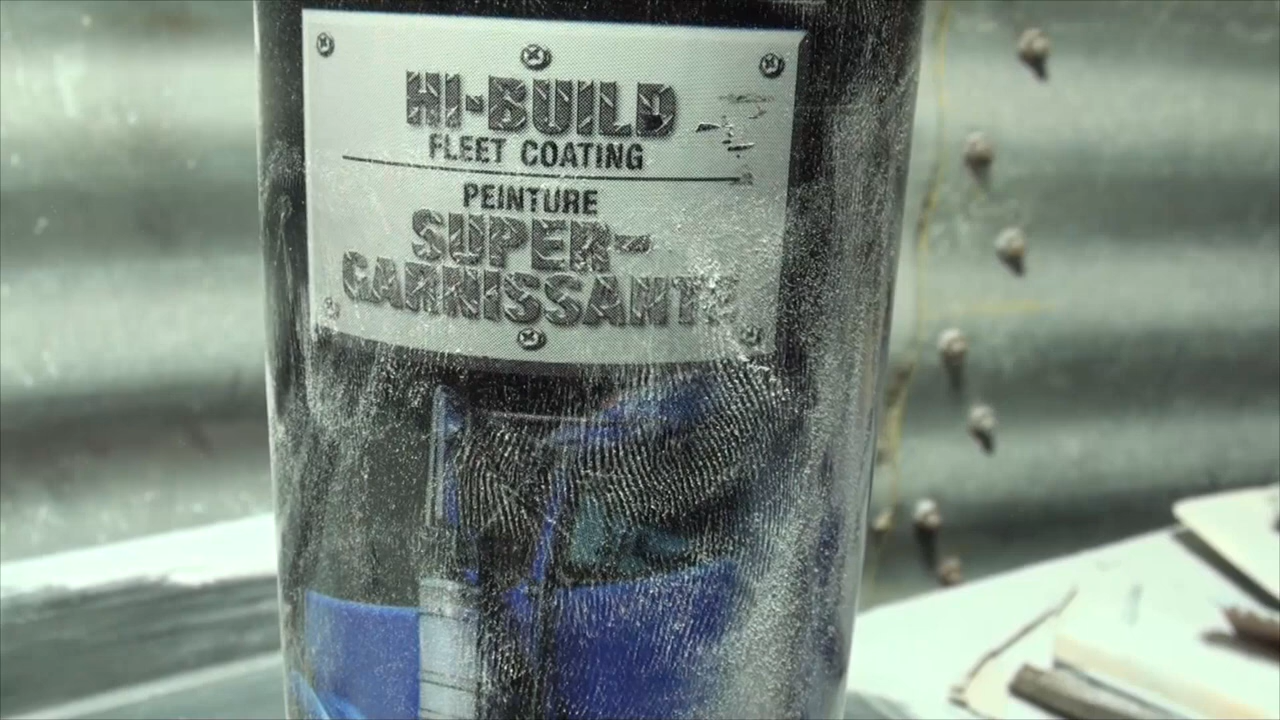 HI-BUILD
FLEET COATING
PEINTURE
SUPER-
GARNISSANTE